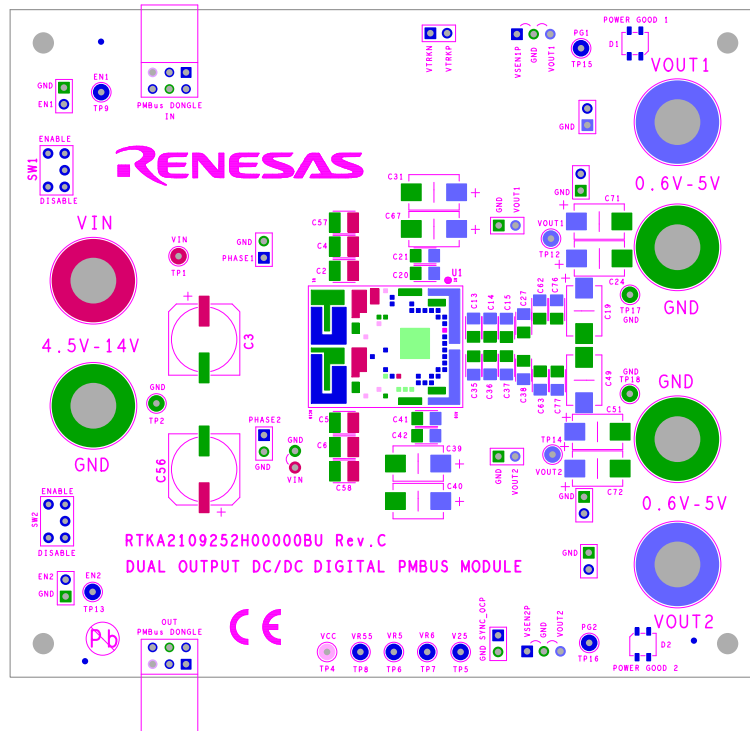 POWER GOOD 1
VTRKN
VTRKP
VSEN1P
GND
VOUT1
PG1
TP15
D1
VOUT1
GND
EN1
EN1
TP9
PMBus DONGLE
IN
GND
ENABLE
SW1
DISABLE
RENESAS
C31
C67
GND
VOUT1
GND
0.6V-5V
C71
VIN
VIN
TP1
GND
PHASE1
C57
C4
C2
C21
C20
U1
VOUT1
TP12
C24
GND
TP17
GND
4.5V-14V
C3
C13
C14
C15
C27
C62
C76
C19
C35
C36
C37
C38
C63
C77
C49
TP18
GND
GND
GND
TP2
GND
PHASE2
GND
GND
VIN
C56
C5
C6
C58
C41
C42
C39
C40
GND
VOUT2
TP14
VOUT2
C51
C72
GND
0.6V-5V
ENABLE
SW2
DISABLE
RTKA2109252H00000BU Rev.C
DUAL OUTPUT DC/DC DIGITAL PMBUS MODULE
GND
VOUT2
EN2
GND
EN2
TP13
Pb
OUT
PMBus DONGLE
CE
VCC
TP4
VR55
TP8
VR5
TP6
VR6
TP7
V25
TP5
GND SYNC_OCP
VSEN2P
GND
VOUT2
PG2
TP16
D2
POWER GOOD 2